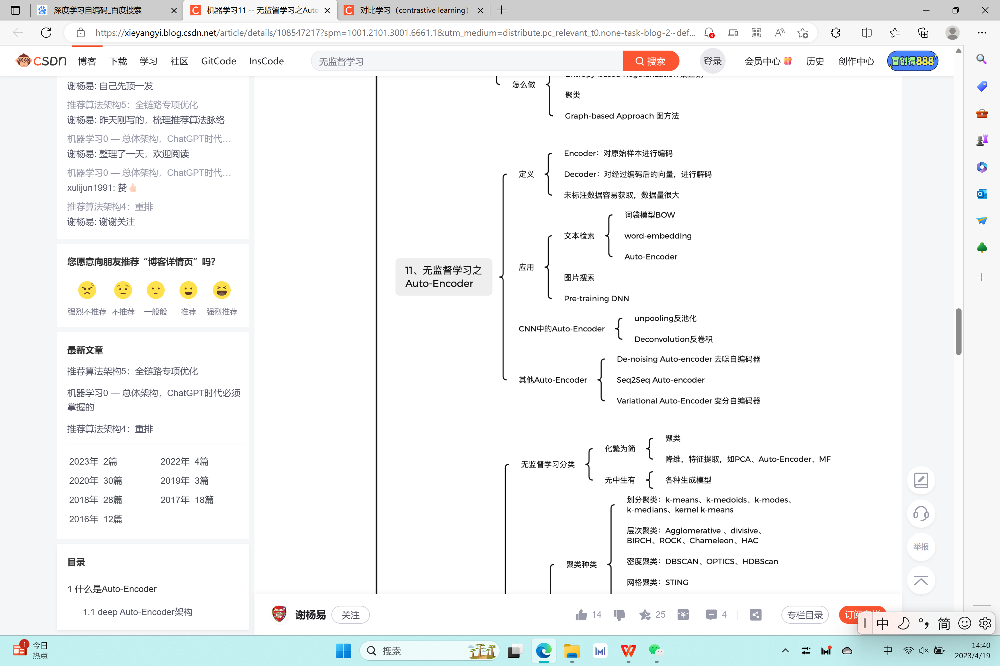 深度学习自编码_百度搜索
机器学习11 -- 无监督学习之Auto
对比学习（contrastive learning）
https://xieyangyi.blog.csdn.net/article/details/108547217?spm=1001.2101.3001.6661.1&utm_medium=distribute.pc_relevant_t0.none-task-blog-2~def...
CSDN 博客 下载 学习 社区 GitCode InsCode
无监督学习
搜索
登录 会员中心 历史 创作中心 首创得888
谢杨易: 自己先顶一发
推荐算法架构5：全链路专项优化
谢杨易: 昨天刚写的，梳理推荐算法脉络
机器学习0 — 总体架构，ChatGPT时代…
谢杨易: 整理了一天，欢迎阅读
机器学习0 — 总体架构，ChatGPT时代…
xulijun1991: 赞
推荐算法架构4：重排
谢杨易: 谢谢关注
您愿意向朋友推荐“博客详情页”吗？
强烈不推荐 不推荐 一般般 推荐 强烈推荐
最新文章
推荐算法架构5：全链路专项优化
机器学习0 — 总体架构，ChatGPT时代必须
掌握的
推荐算法架构4：重排
2023年 2篇 2022年 4篇
2020年 30篇 2019年 3篇
2018年 28篇 2017年 18篇
2016年 12篇
目录
1 什么是Auto-Encoder
1.1 deep Auto-Encoder架构
怎么做
聚类
Graph-based Approach 图方法
11、无监督学习之
Auto-Encoder
定义
Encoder：对原始样本进行编码
Decoder：对经过编码后的向量，进行解码
未标注数据容易获取，数据量很大
应用
文本检索
词袋模型BOW
word-embedding
Auto-Encoder
图片搜索
Pre-training DNN
CNN中的Auto-Encoder
unpooling反池化
Deconvolution反卷积
其他Auto-Encoder
De-noising Auto-encoder 去噪自编码器
Seq2Seq Auto-encoder
Variational Auto-Encoder 变分自编码器
无监督学习分类
化繁为简
聚类
降维，特征提取，如PCA、Auto-Encoder、MF
无中生有
各种生成模型
聚类种类
划分聚类：k-means、k-medoids、k-modes、
k-medians、kernel k-means
层次聚类：Agglomerative 、divisive、
BIRCH、ROCK、Chameleon、HAC
密度聚类：DBSCAN、OPTICS、HDBScan
网格聚类：STING
举报
Arsenal
谢杨易 关注 14 25 4 专栏目录
中 简
1 今日
热点
搜索
中
14:40
2023/4/19